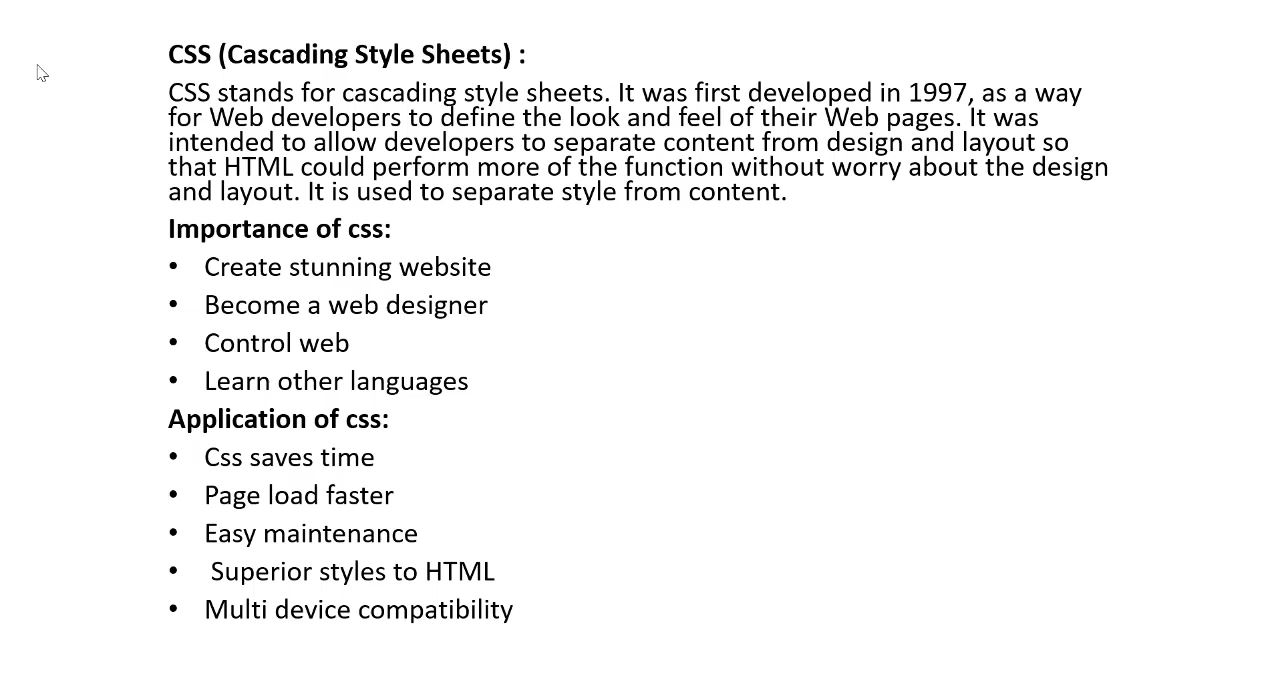 CSS (Cascading Style Sheets) :
CSS stands for cascading style sheets. It was first developed in 1997, as a way
for Web developers to define the look and feel of their Web pages. It was
intended to allow developers to separate content from design and layout so
that HTML could perform more of the function without worry about the design
and layout. It is used to separate style from content.
Importance of css:
• Create stunning website
• Become a web designer
• Control web
• Learn other languages
Application of css:
• Css saves time
• Page load faster
• Easy maintenance
• Superior styles to HTML
• Multi device compatibility